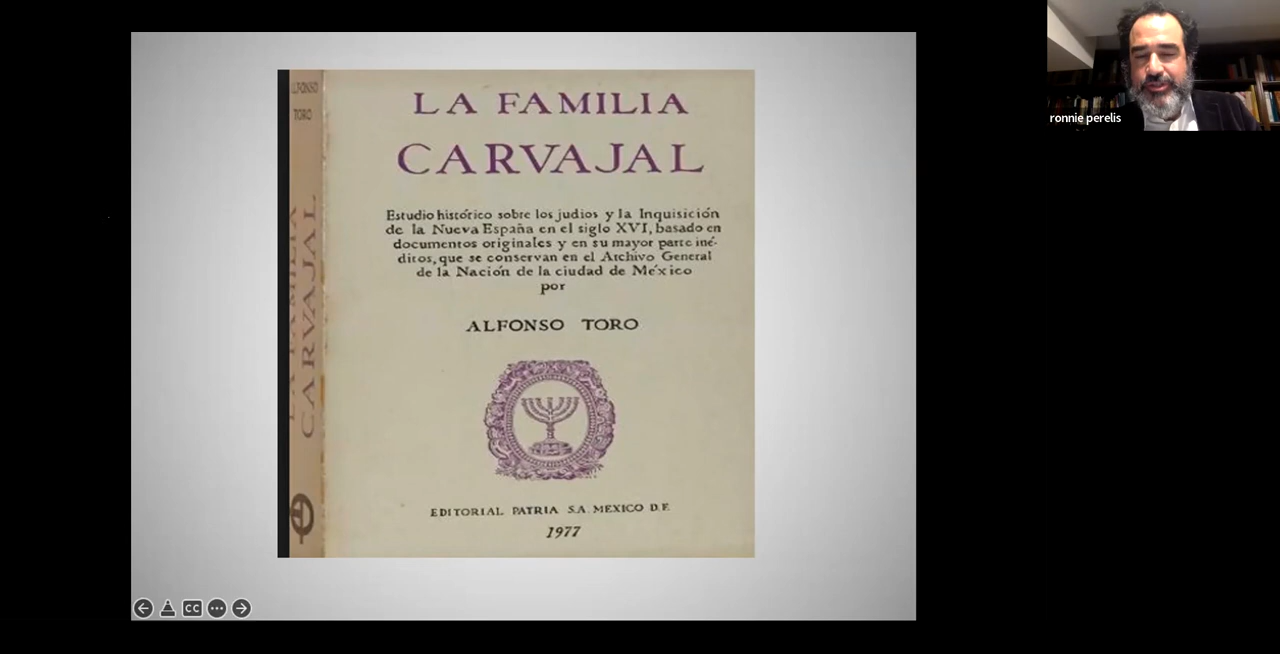 ALFONSO
TORO
LA FAMILIA
CARVAJAL
LA FAMILIA
CARVAJAL
Estudio histórico sobre los judios y la Inquisición
de la Nueva España en el siglo XVI, basado en
documentos originales y en su mayor parte iné-
ditos, que se conservan en el Archivo General
de la Nación de la ciudad de México
por
ALFONSO TORO
EDITORIAL PATRIA S.A. MEXICO D.F.
1977
CC
ronnie perelis